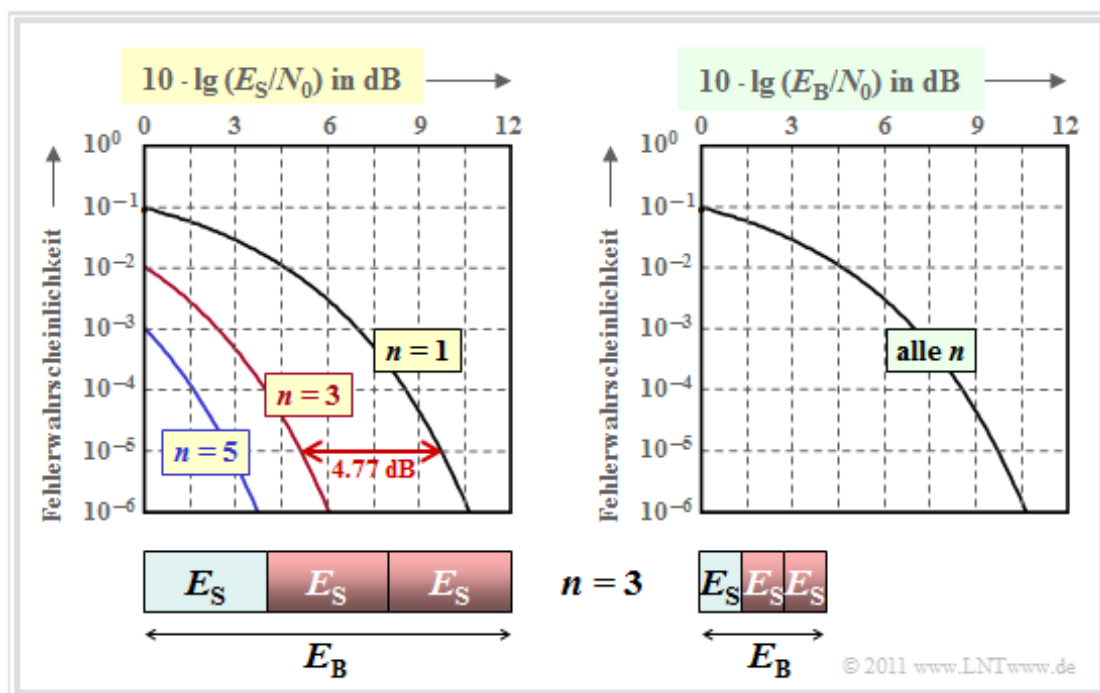 10 · lg (E_S/N_0) in dB
0 3 6 9 12
Fehlerwahrscheinlichkeit
10^0
10^−1
10^−2
10^−3
10^−4
10^−5
10^−6
n = 1
n = 3
n = 5
4.77 dB
10 · lg (E_B/N_0) in dB
0 3 6 9 12
Fehlerwahrscheinlichkeit
10^0
10^−1
10^−2
10^−3
10^−4
10^−5
10^−6
alle n
E_S E_S E_S
E_B
n = 3
E_S E_S E_S
E_B
© 2011 www.LNTwww.de